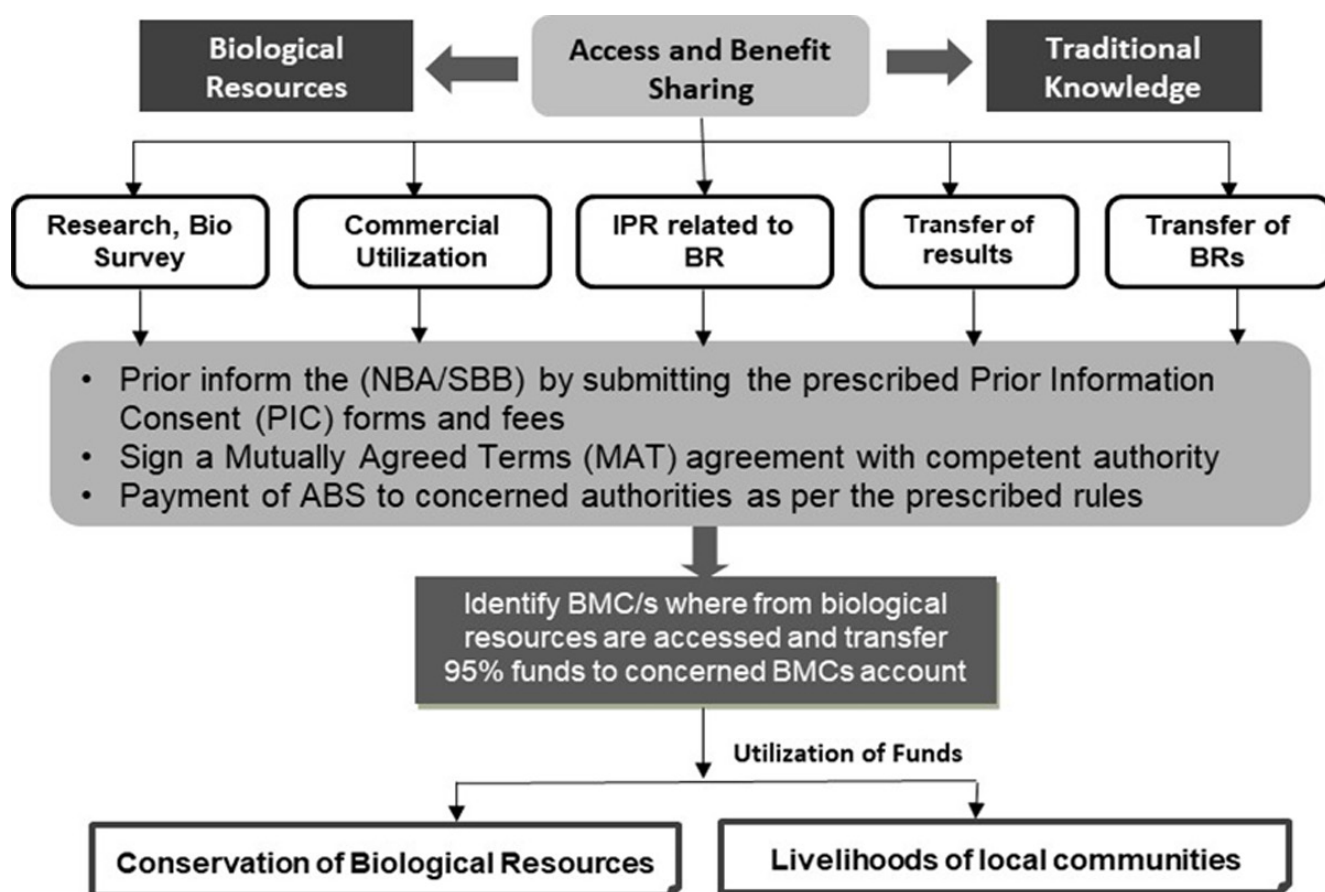 Biological
Resources
Access and Benefit
Sharing
Traditional
Knowledge
Research, Bio
Survey
Commercial
Utilization
IPR related to
BR
Transfer of
results
Transfer of
BRs
• Prior inform the (NBA/SBB) by submitting the prescribed Prior Information
Consent (PIC) forms and fees
• Sign a Mutually Agreed Terms (MAT) agreement with competent authority
• Payment of ABS to concerned authorities as per the prescribed rules
Identify BMC/s where from biological
resources are accessed and transfer
95% funds to concerned BMCs account
Utilization of Funds
Conservation of Biological Resources
Livelihoods of local communities